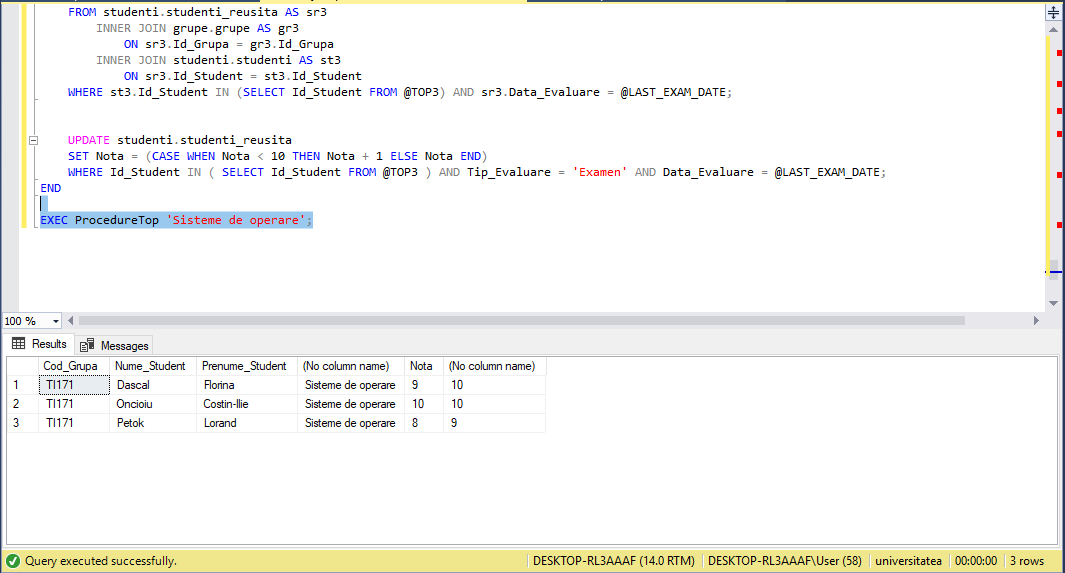 FROM studenti.studenti_reusita AS sr3
INNER JOIN grupe.grupe AS gr3
ON sr3.Id_Grupa = gr3.Id_Grupa
INNER JOIN studenti.studenti AS st3
ON sr3.Id_Student = st3.Id_Student
WHERE st3.Id_Student IN (SELECT Id_Student FROM @TOP3) AND sr3.Data_Evaluare = @LAST_EXAM_DATE;
UPDATE studenti.studenti_reusita
SET Nota = (CASE WHEN Nota < 10 THEN Nota + 1 ELSE Nota END)
WHERE Id_Student IN ( SELECT Id_Student FROM @TOP3 ) AND Tip_Evaluare = 'Examen' AND Data_Evaluare = @LAST_EXAM_DATE;
END
EXEC ProcedureTop 'Sisteme de operare';
100 %
Results Messages
Cod_Grupa Nume_Student Prenume_Student (No column name) Nota (No column name)
1 TI171 Dascal Florina Sisteme de operare 9 10
2 TI171 Oncioiu Costin-Ilie Sisteme de operare 10 10
3 TI171 Petok Lorand Sisteme de operare 8 9
Query executed successfully. DESKTOP-RL3AAAF (14.0 RTM) DESKTOP-RL3AAAF\User (58) universitatea 00:00:00 3 rows